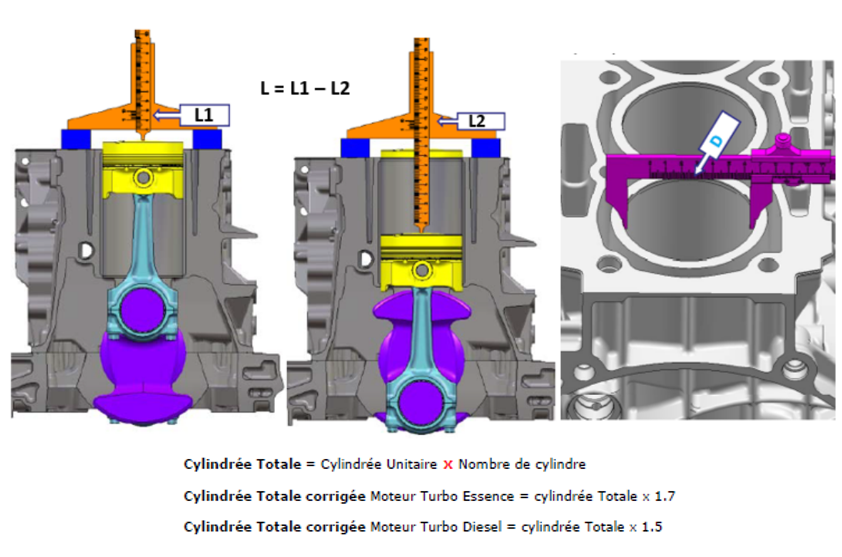 L = L1 – L2
L1
L2
D
Cylindrée Totale = Cylindrée Unitaire x Nombre de cylindre
Cylindrée Totale corrigée Moteur Turbo Essence = cylindrée Totale x 1.7
Cylindrée Totale corrigée Moteur Turbo Diesel = cylindrée Totale x 1.5